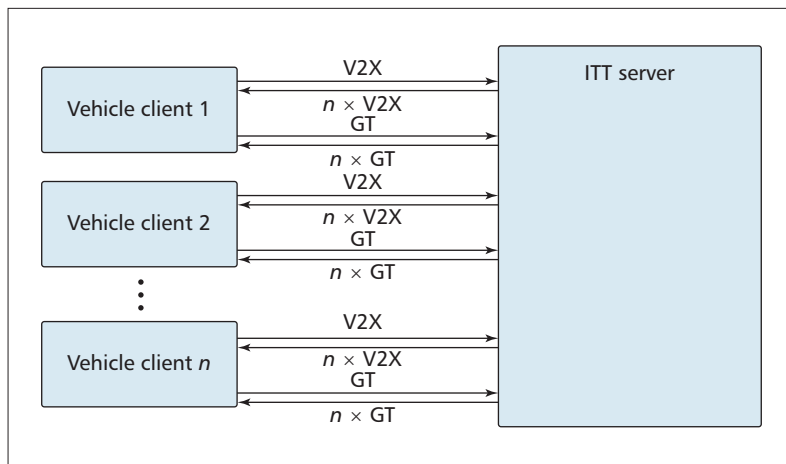 V2X
ITT server
Vehicle client 1
n × V2X
GT
n × GT
V2X
Vehicle client 2
n × V2X
GT
n × GT
V2X
Vehicle client n
n × V2X
GT
n × GT